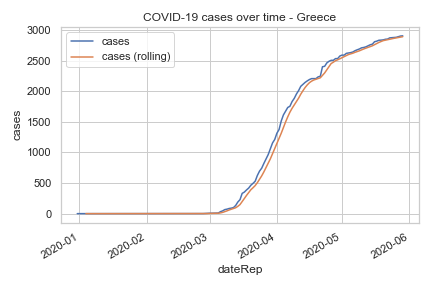 COVID-19 cases over time - Greece
cases
cases (rolling)
3000
2500
2000
1500
1000
500
0
cases
2020-01
2020-02
2020-03
2020-04
2020-05
2020-06
dateRep